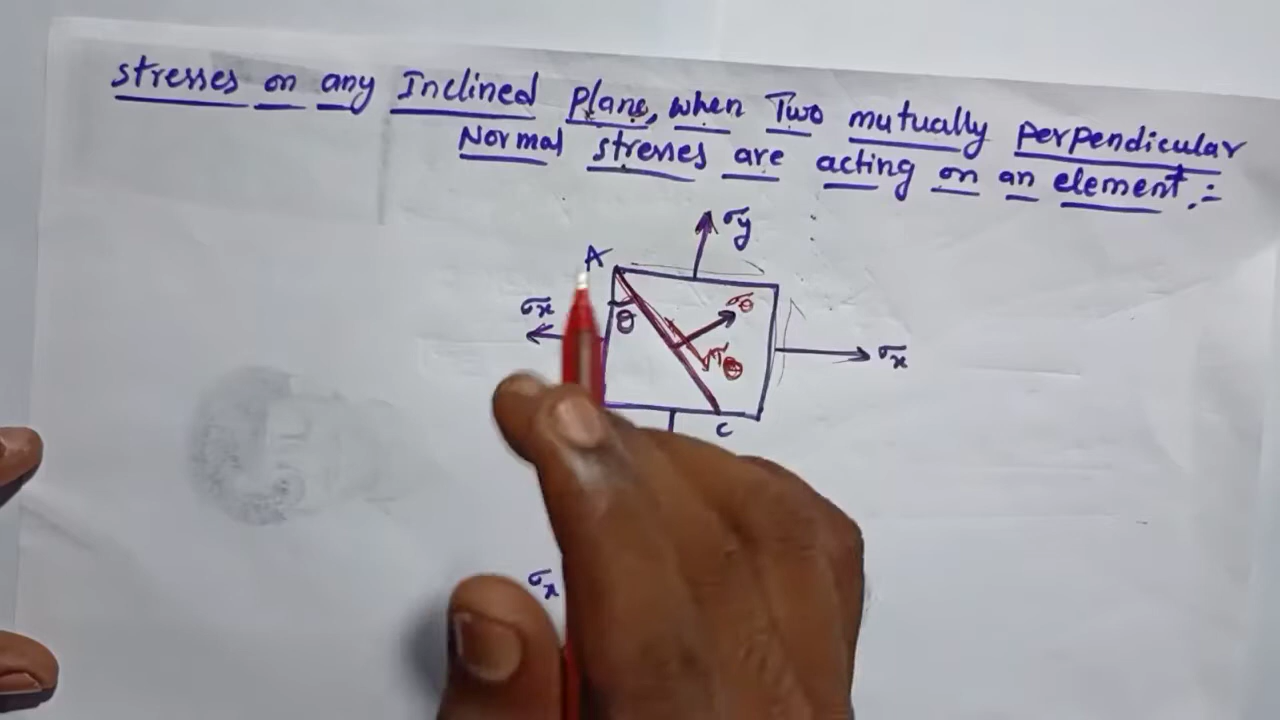 stresses on any Inclined plane, when Two mutually perpendicular
Normal stresses are acting on an element :-
σy
A
σx
θ
σθ
τθ
σx
C
σx